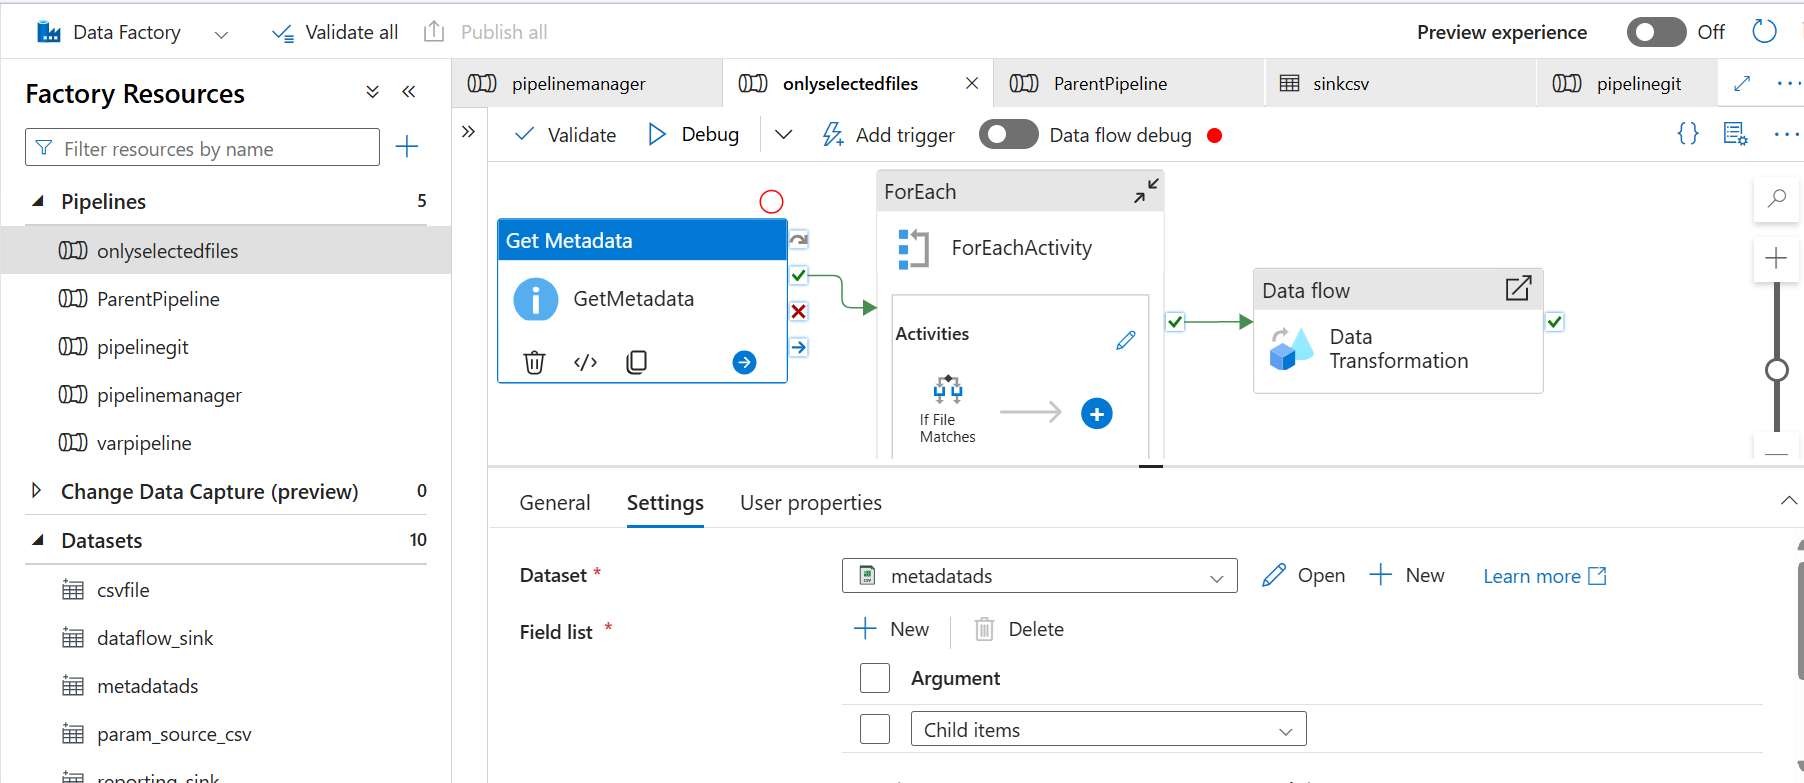 Data Factory
Validate all
Publish all
Preview experience
Off
Factory Resources
Filter resources by name
Pipelines 5
onlyselectedfiles
ParentPipeline
pipelinegit
pipelinemanager
varpipeline
Change Data Capture (preview) 0
Datasets 10
csvfile
dataflow_sink
metadatads
param_source_csv
reporting_sink
pipelinemanager
onlyselectedfiles
ParentPipeline
sinkcsv
pipelinegit
Validate
Debug
Add trigger
Data flow debug
Get Metadata
GetMetadata
ForEach
ForEachActivity
Activities
If File
Matches
Data flow
Data
Transformation
General
Settings
User properties
Dataset *
metadatads
Open
New
Learn more
Field list *
New
Delete
Argument
Child items